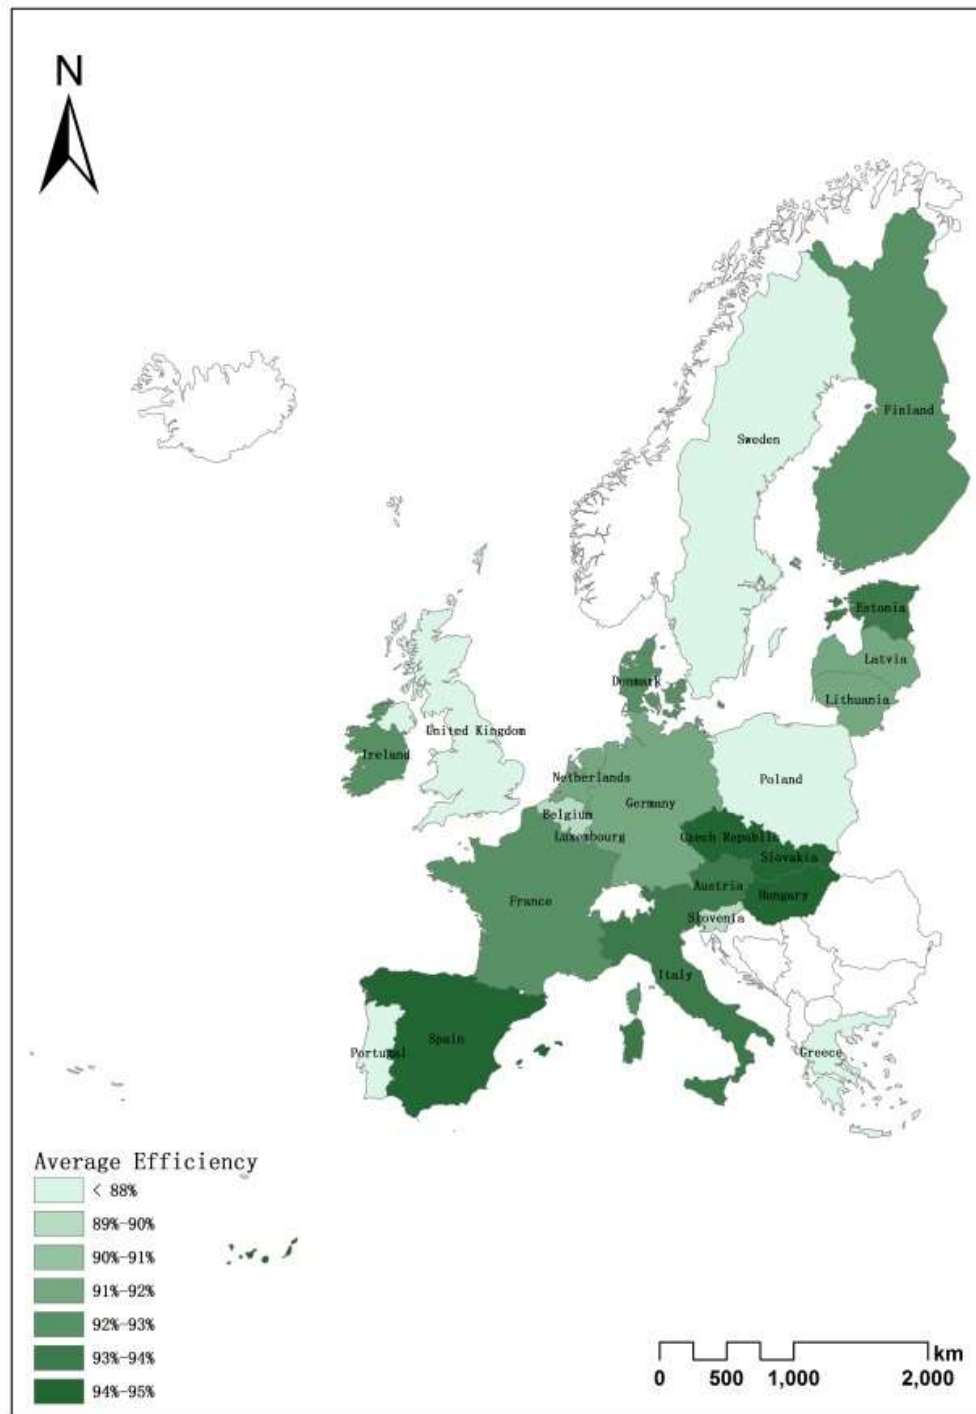 N
Finland
Sweden
Estonia
Latvia
Denmark
Lithuania
United Kingdom
Ireland
Netherlands
Poland
Germany
Belgium
Luxembourg
Czech Republic
Slovakia
Austria
Hungary
France
Slovenia
Italy
Spain
Portugal
Greece
Average Efficiency
< 88%
89%-90%
90%-91%
91%-92%
92%-93%
93%-94%
94%-95%
km
0 500 1,000 2,000